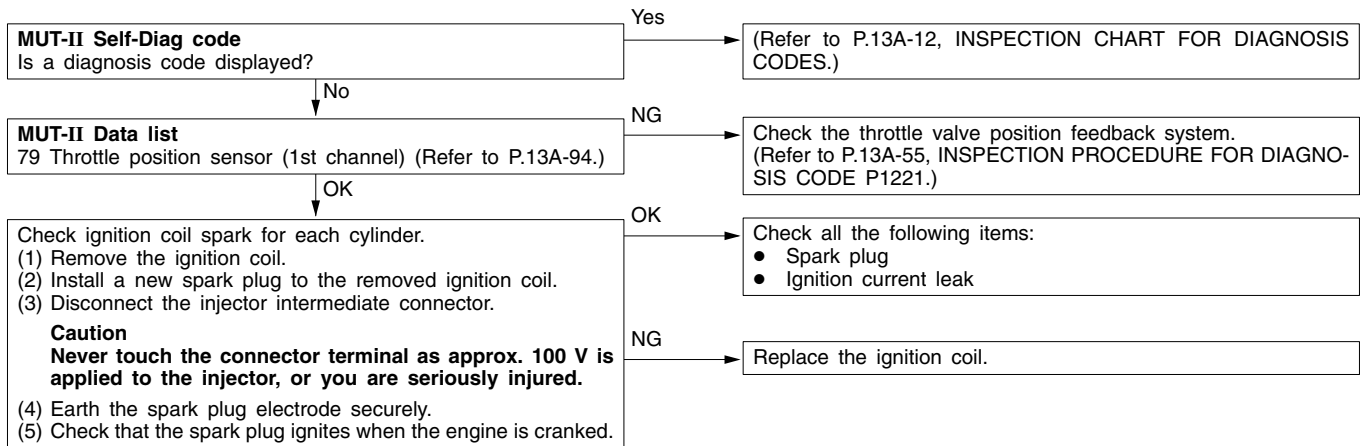 MUT-II Self-Diag code
Is a diagnosis code displayed?
Yes
(Refer to P.13A-12, INSPECTION CHART FOR DIAGNOSIS
CODES.)
No
MUT-II Data list
79 Throttle position sensor (1st channel) (Refer to P.13A-94.)
NG
Check the throttle valve position feedback system.
(Refer to P.13A-55, INSPECTION PROCEDURE FOR DIAGNO-
SIS CODE P1221.)
OK
Check ignition coil spark for each cylinder.
(1) Remove the ignition coil.
(2) Install a new spark plug to the removed ignition coil.
(3) Disconnect the injector intermediate connector.
Caution
Never touch the connector terminal as approx. 100 V is
applied to the injector, or you are seriously injured.
(4) Earth the spark plug electrode securely.
(5) Check that the spark plug ignites when the engine is cranked.
OK
Check all the following items:
● Spark plug
● Ignition current leak
NG
Replace the ignition coil.